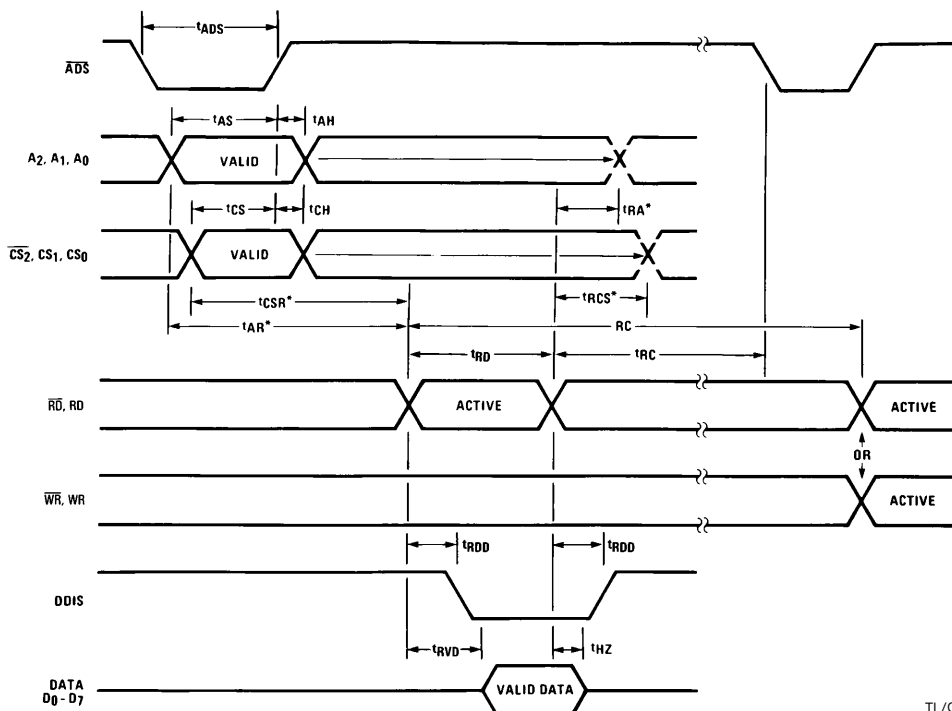 tADS
ADS
tAS tAH
A2, A1, A0 VALID
tCS tCH tRA*
CS2, CS1, CS0 VALID
tCSR* tRCS*
tAR* RC
tRD tRC
RD, RD ACTIVE ACTIVE
OR
WR, WR ACTIVE
tRDD tRDD
DDIS
tRVD tHZ
DATA
D0-D7 VALID DATA